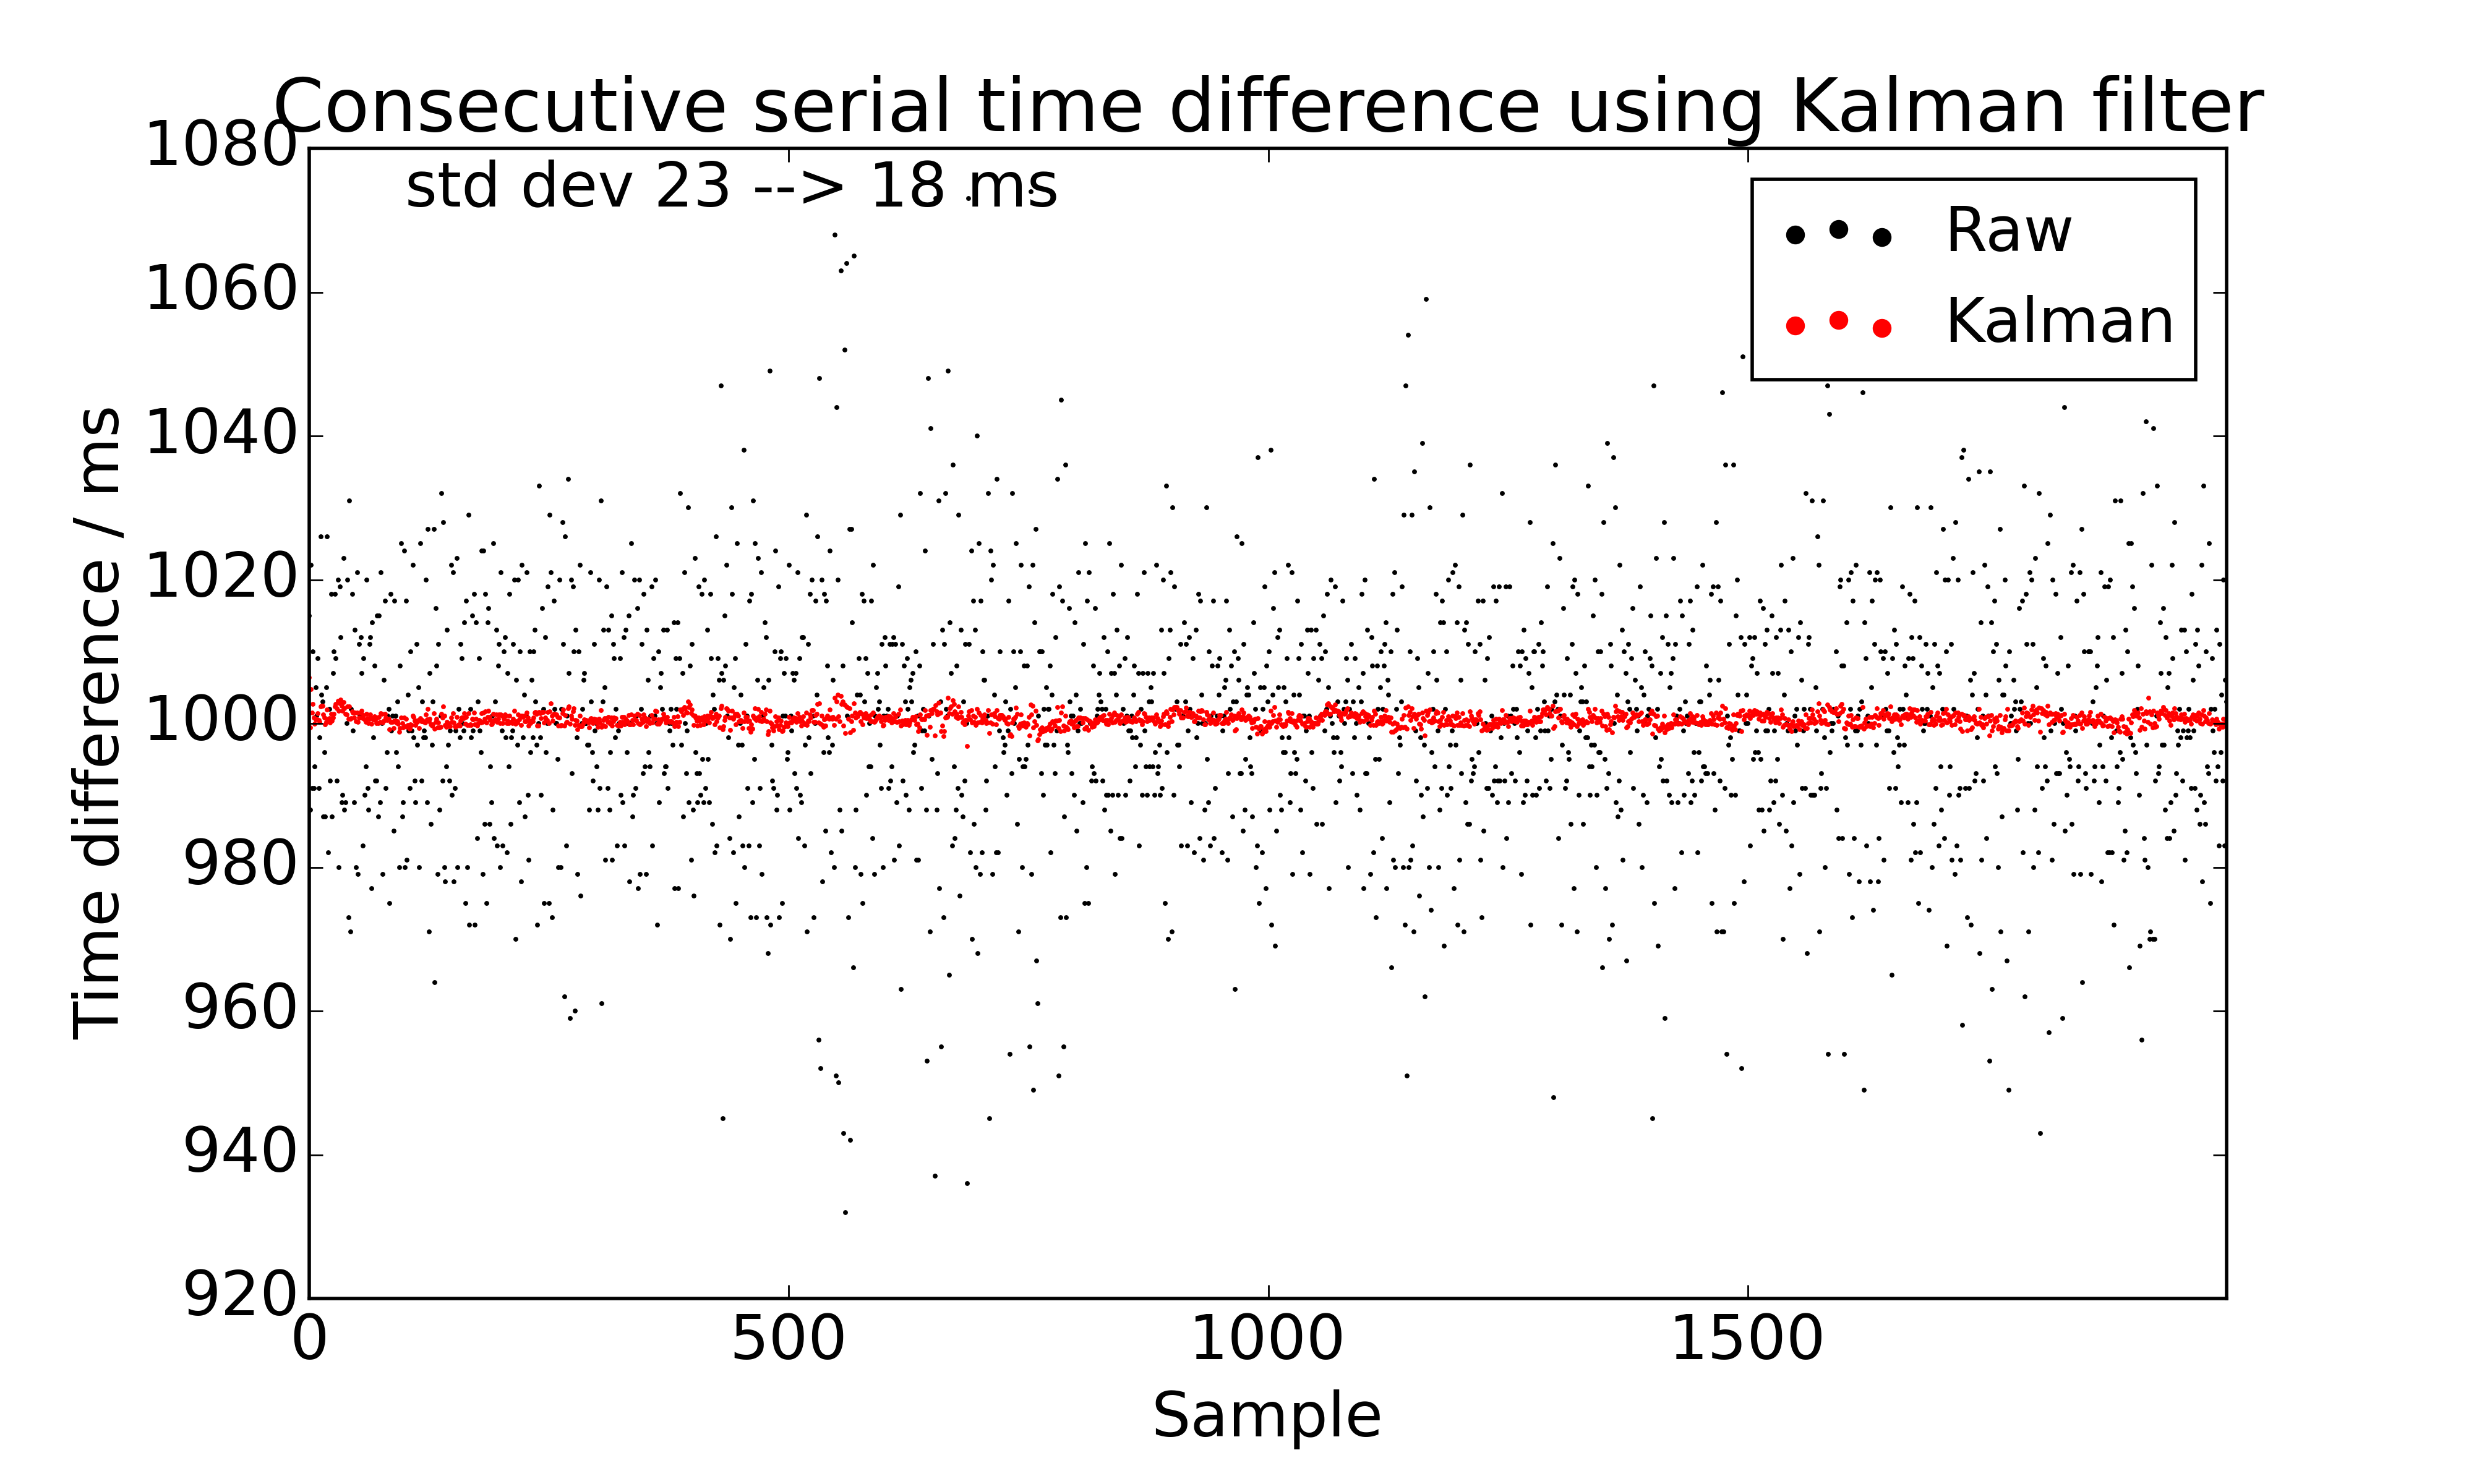 Consecutive serial time difference using Kalman filter
std dev 23 --> 18 ms
Raw
Kalman
Time difference / ms
1080
1060
1040
1020
1000
980
960
940
920
0 500 1000 1500
Sample